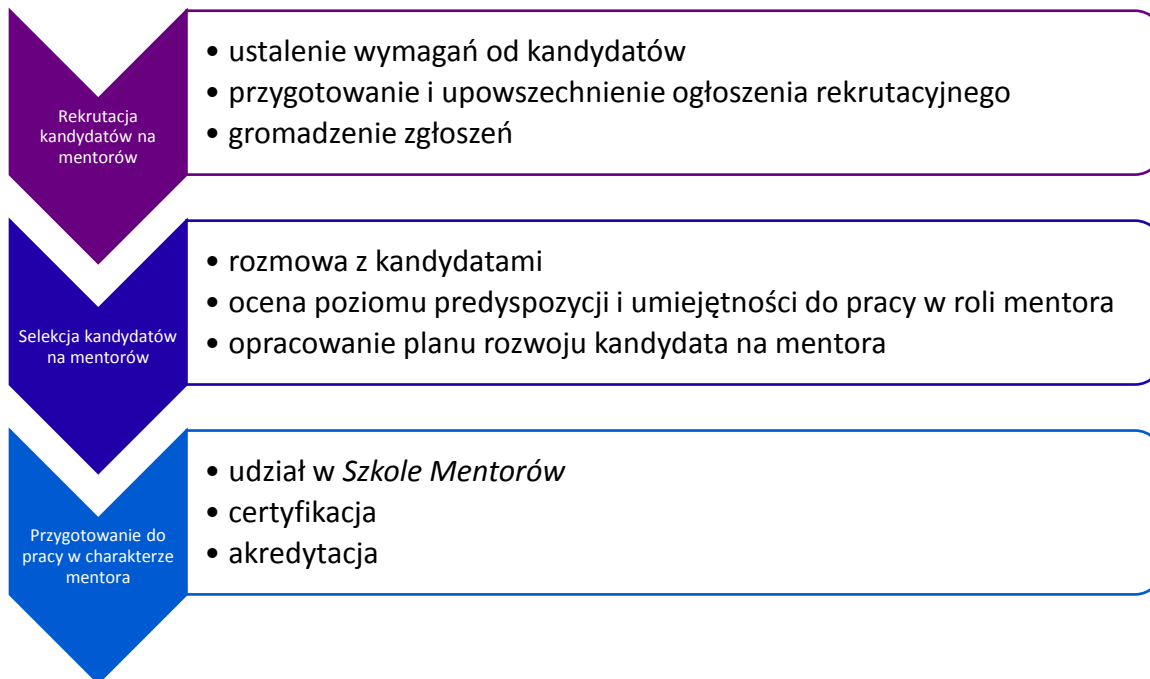 Rekrutacja
kandydatów na
mentorów
• ustalenie wymagań od kandydatów
• przygotowanie i upowszechnienie ogłoszenia rekrutacyjnego
• gromadzenie zgłoszeń
Selekcja kandydatów
na mentorów
• rozmowa z kandydatami
• ocena poziomu predyspozycji i umiejętności do pracy w roli mentora
• opracowanie planu rozwoju kandydata na mentora
Przygotowanie do
pracy w charakterze
mentora
• udział w Szkole Mentorów
• certyfikacja
• akredytacja